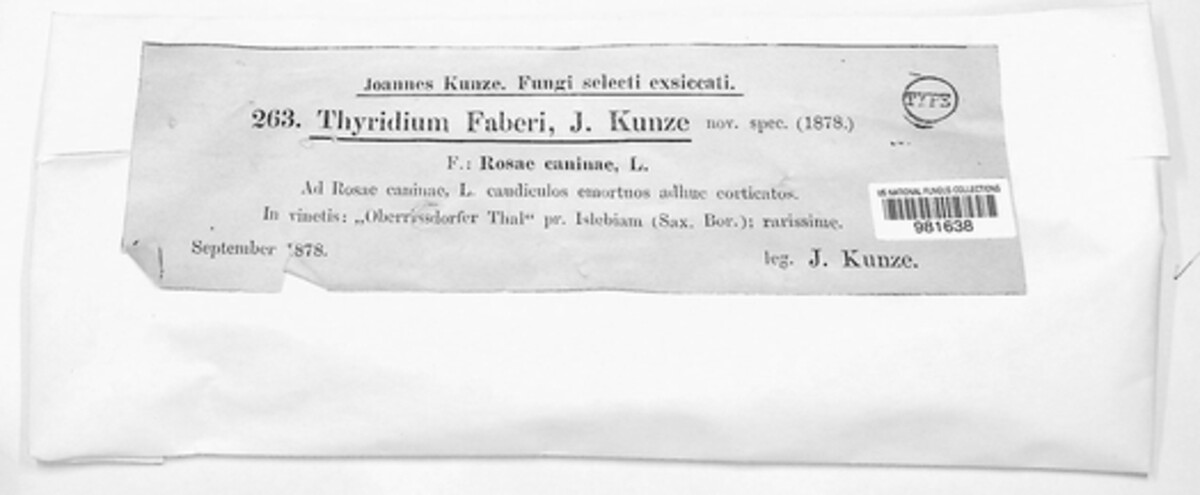 Joannes Kunze. Fungi selecti exsiccati.
TYPE
263. Thyridium Faberi, J. Kunze nov. spec. (1878.)
F.: Rosae caninae, L.
Ad Rosae caninae, L. caudiculos emortuos adhuc corticatos.
In vinetis: „Oberrissdorfer Thal“ pr. Islebiam (Sax. Bor.); rarissime.
US NATIONAL FUNGUS COLLECTIONS
981638
September 1878.
leg. J. Kunze.